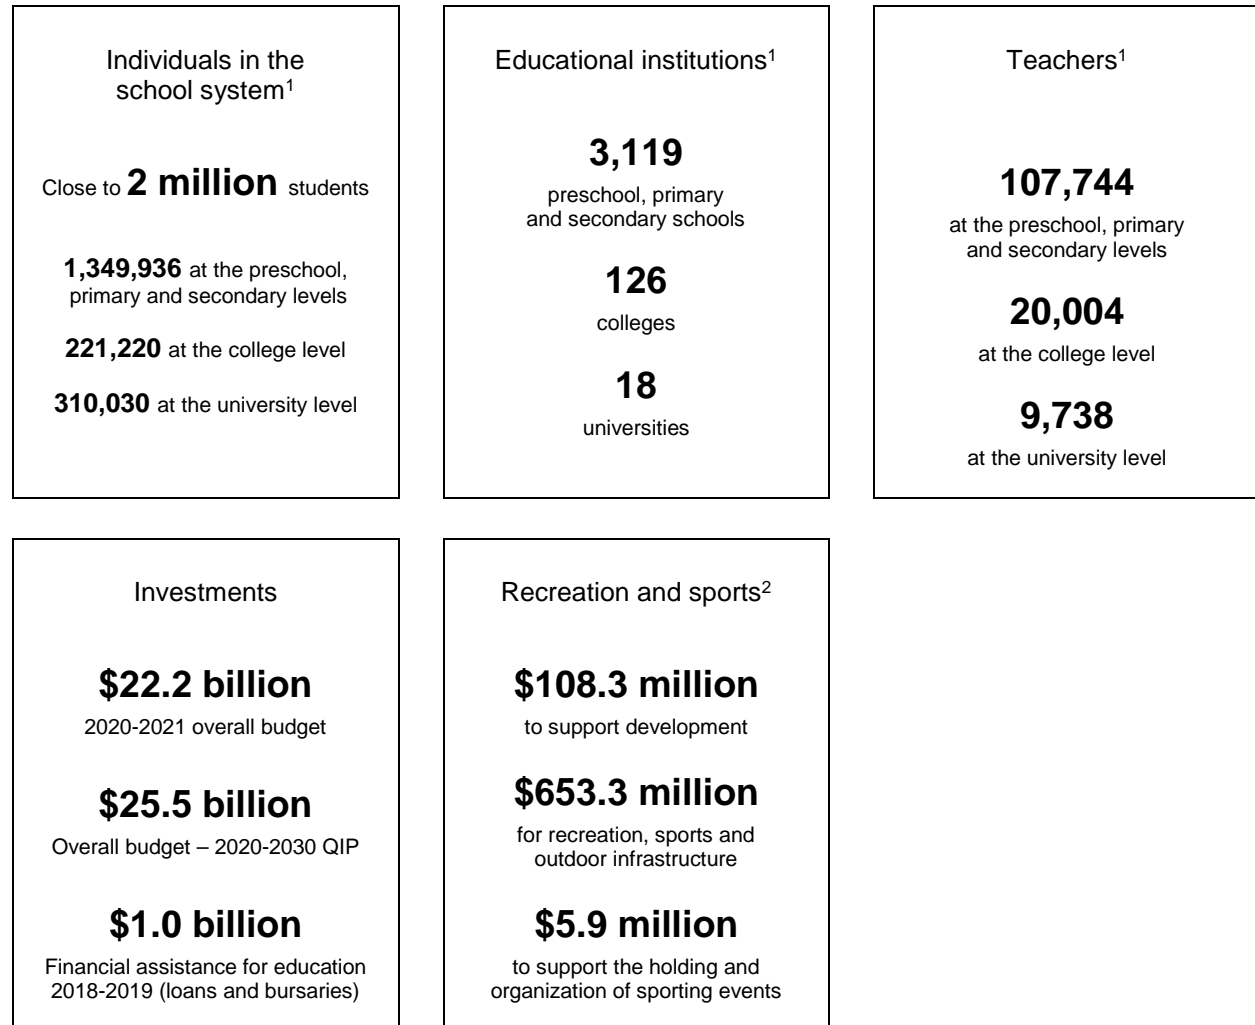 Individuals in the
school system¹
Close to 2 million students
1,349,936 at the preschool,
primary and secondary levels
221,220 at the college level
310,030 at the university level
Educational institutions¹
3,119
preschool, primary
and secondary schools
126
colleges
18
universities
Teachers¹
107,744
at the preschool, primary
and secondary levels
20,004
at the college level
9,738
at the university level
Investments
$22.2 billion
2020-2021 overall budget
$25.5 billion
Overall budget – 2020-2030 QIP
$1.0 billion
Financial assistance for education
2018-2019 (loans and bursaries)
Recreation and sports²
$108.3 million
to support development
$653.3 million
for recreation, sports and
outdoor infrastructure
$5.9 million
to support the holding and
organization of sporting events